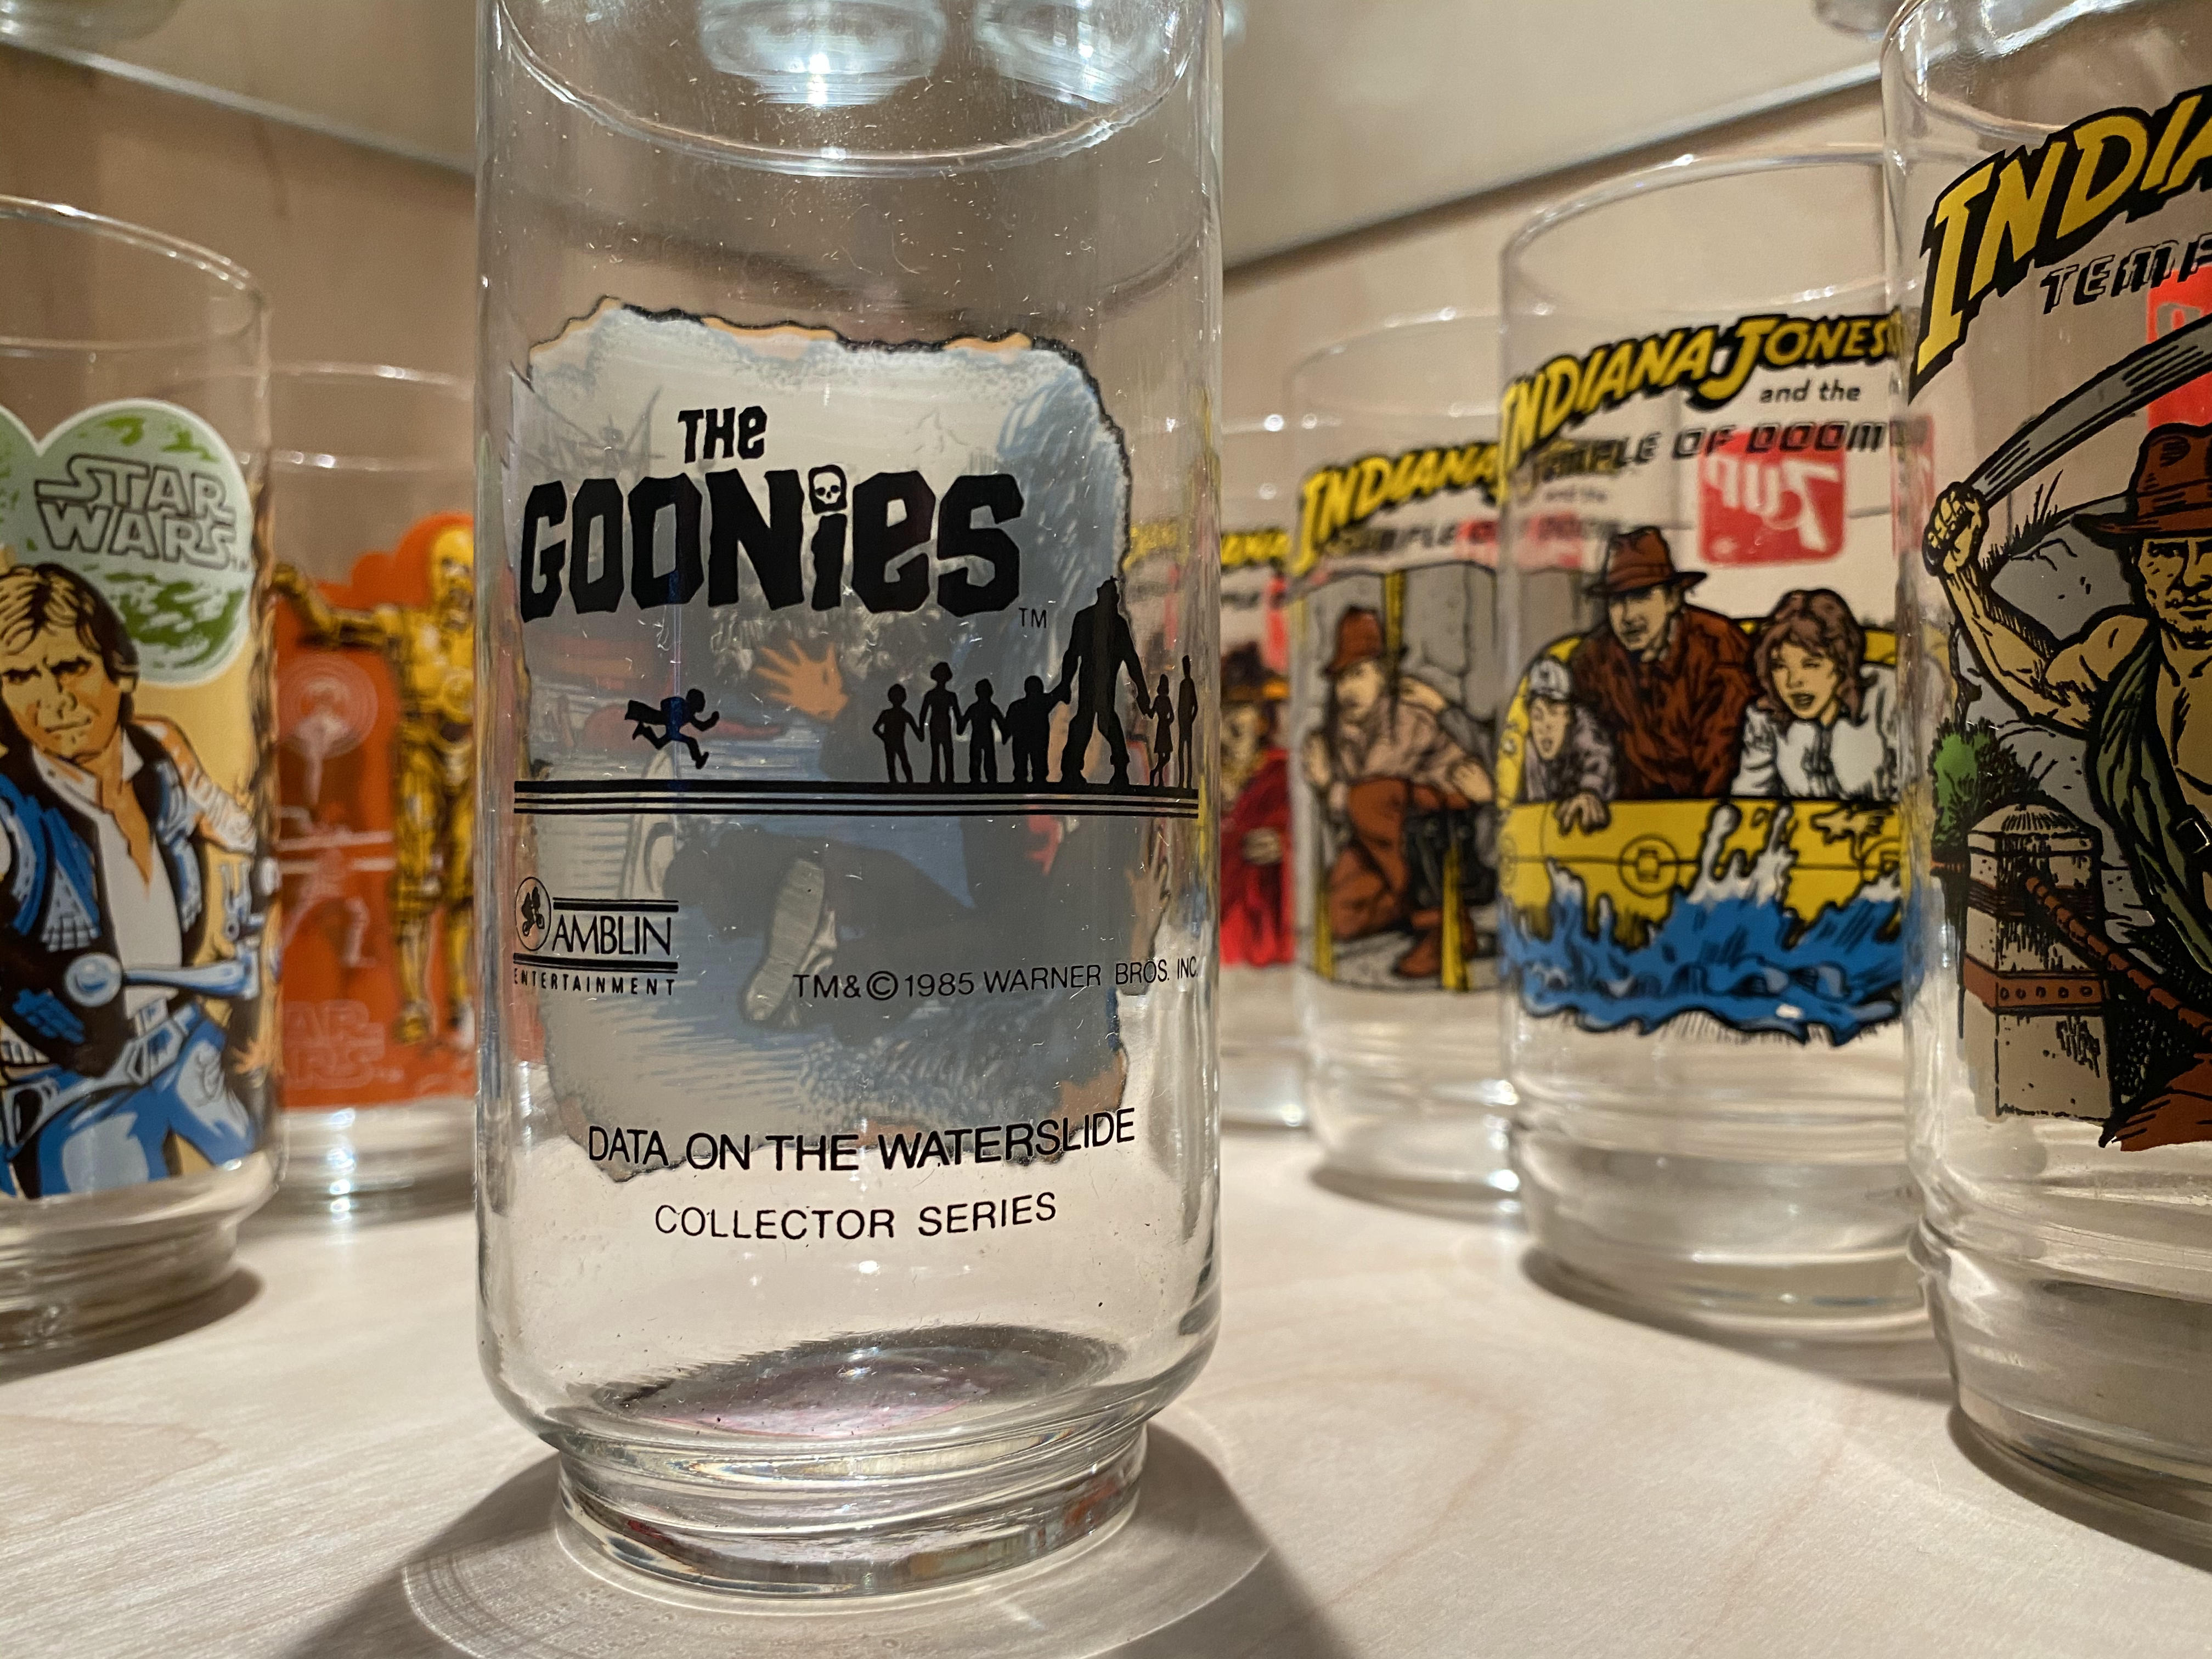 STAR
WARS
THE
GOONIES
TM
AMBLIN
ENTERTAINMENT
TM&©1985 WARNER BROS. INC.
DATA ON THE WATERSLIDE
COLLECTOR SERIES
INDIANA
INDIANA JONES
and the
TEMPLE OF DOOM
7up